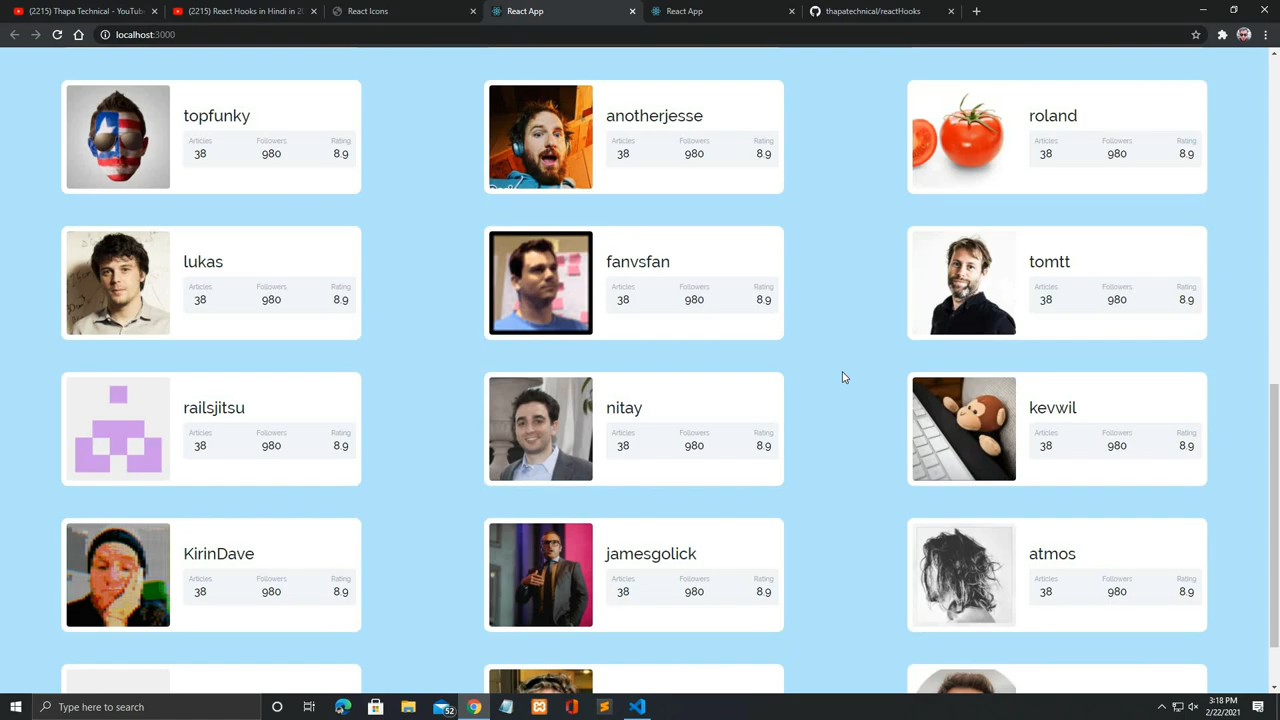 (2215) Thapa Technical - YouTu
(2215) React Hooks in Hindi in 20
React Icons
React App
React App
thapatechnical/reactHooks
localhost:3000
topfunky
Articles Followers Rating
38 980 8.9
anotherjesse
Articles Followers Rating
38 980 8.9
roland
Articles Followers Rating
38 980 8.9
lukas
Articles Followers Rating
38 980 8.9
fanvsfan
Articles Followers Rating
38 980 8.9
tomtt
Articles Followers Rating
38 980 8.9
railsjitsu
Articles Followers Rating
38 980 8.9
nitay
Articles Followers Rating
38 980 8.9
kevwil
Articles Followers Rating
38 980 8.9
KirinDave
Articles Followers Rating
38 980 8.9
jamesgolick
Articles Followers Rating
38 980 8.9
atmos
Articles Followers Rating
38 980 8.9
Type here to search
52
3:18 PM
2/22/2021